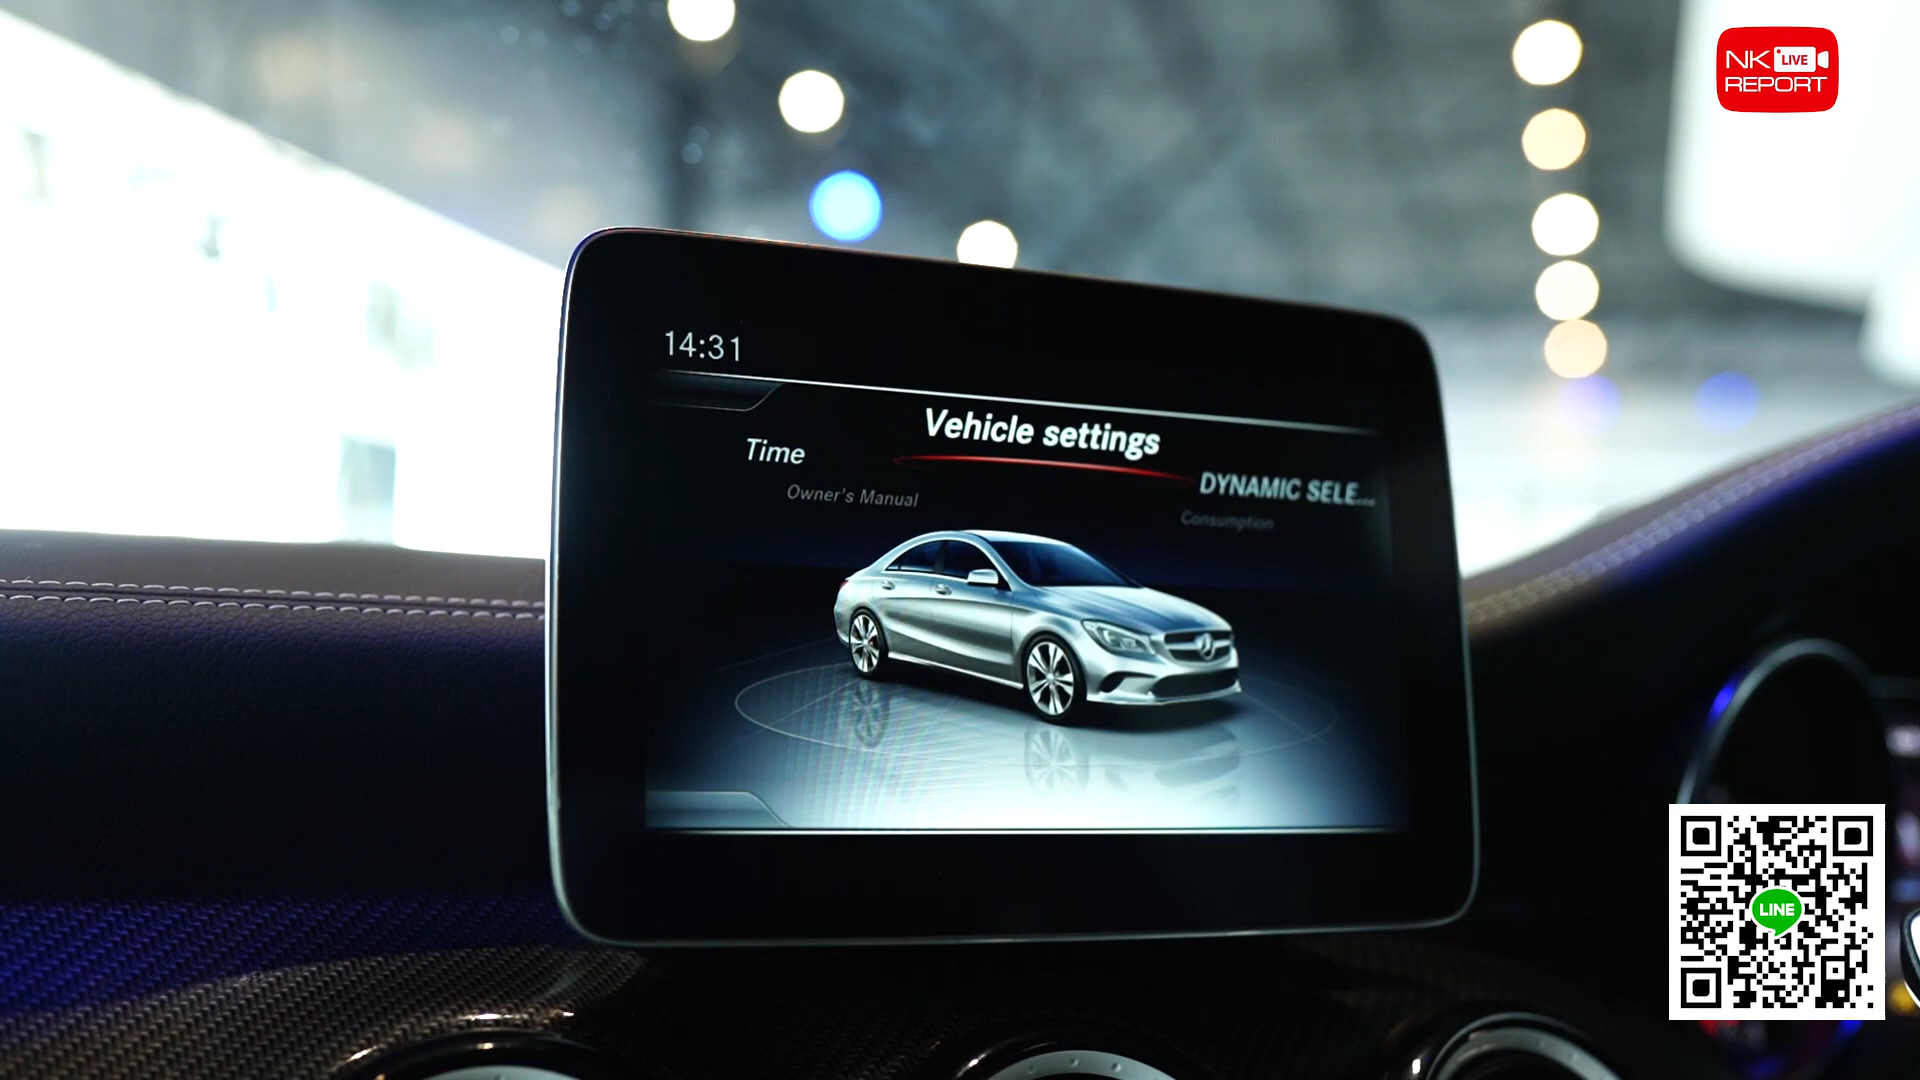 NK LIVE
REPORT
14:31
Vehicle settings
Time
DYNAMIC SELE...
Owner's Manual
Consumption
LINE